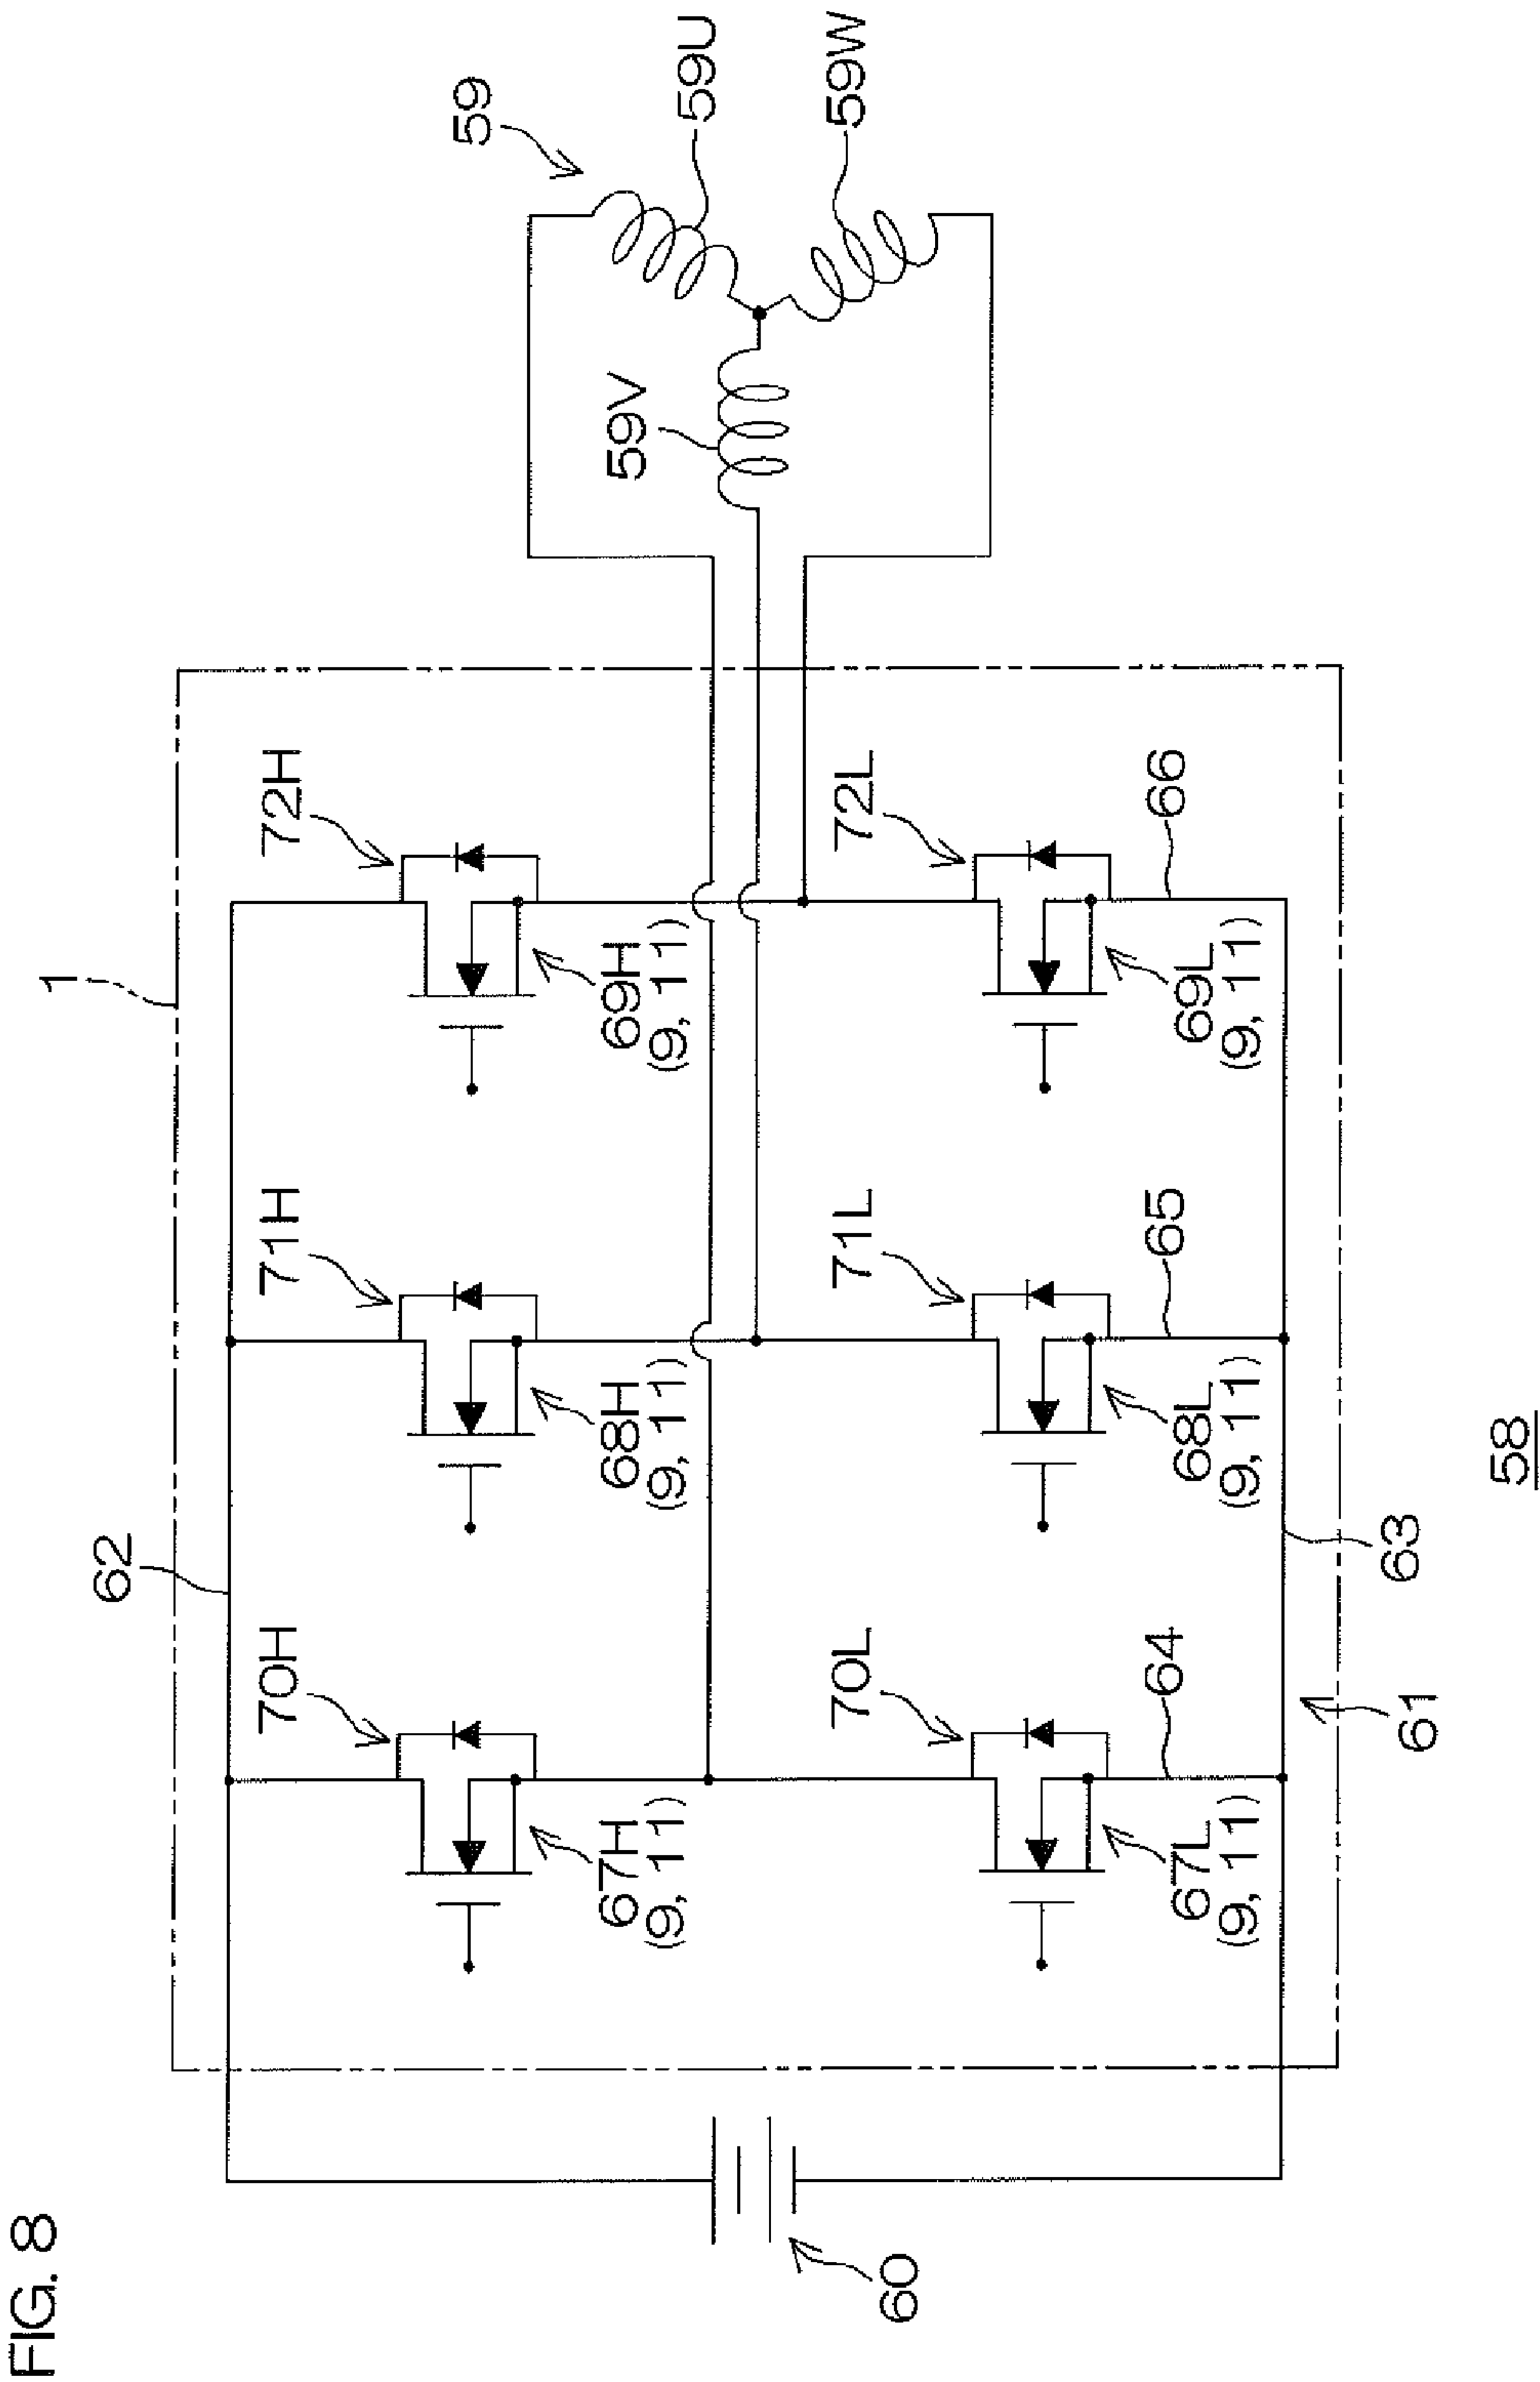 FIG. 8
1
62
70H
71H
72H
67H
(9, 11)
68H
(9, 11)
69H
(9, 11)
59
59U
59V
59W
60
70L
71L
72L
67L
(9, 11)
68L
(9, 11)
69L
(9, 11)
64
65
66
61
63
58